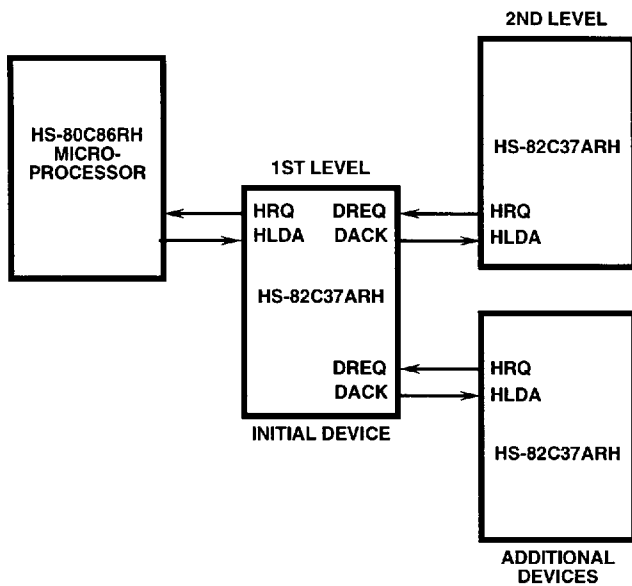 HS-80C86RH
MICRO-
PROCESSOR
1ST LEVEL
HRQ DREQ
HLDA DACK
HS-82C37ARH
DREQ
DACK
INITIAL DEVICE
2ND LEVEL
HS-82C37ARH
HRQ
HLDA
HRQ
HLDA
HS-82C37ARH
ADDITIONAL
DEVICES